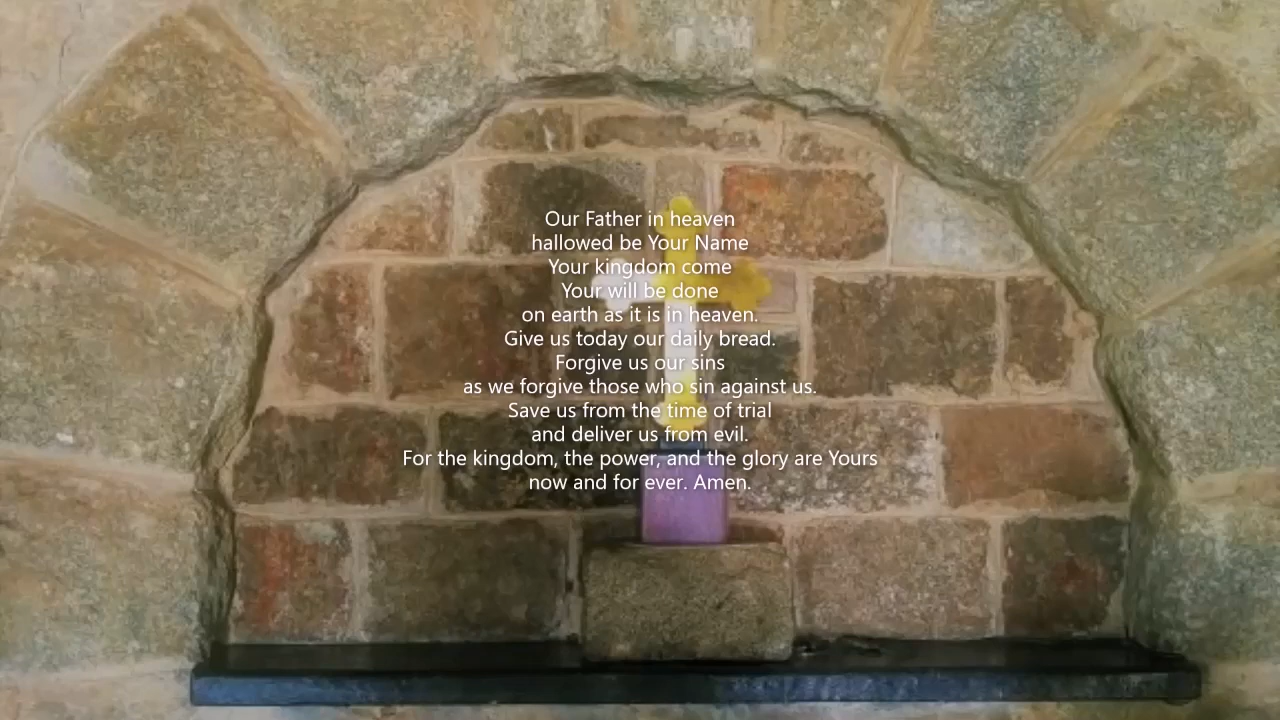 Our Father in heaven
hallowed be Your Name
Your kingdom come
Your will be done
on earth as it is in heaven.
Give us today our daily bread.
Forgive us our sins
as we forgive those who sin against us.
Save us from the time of trial
and deliver us from evil.
For the kingdom, the power, and the glory are Yours
now and for ever. Amen.